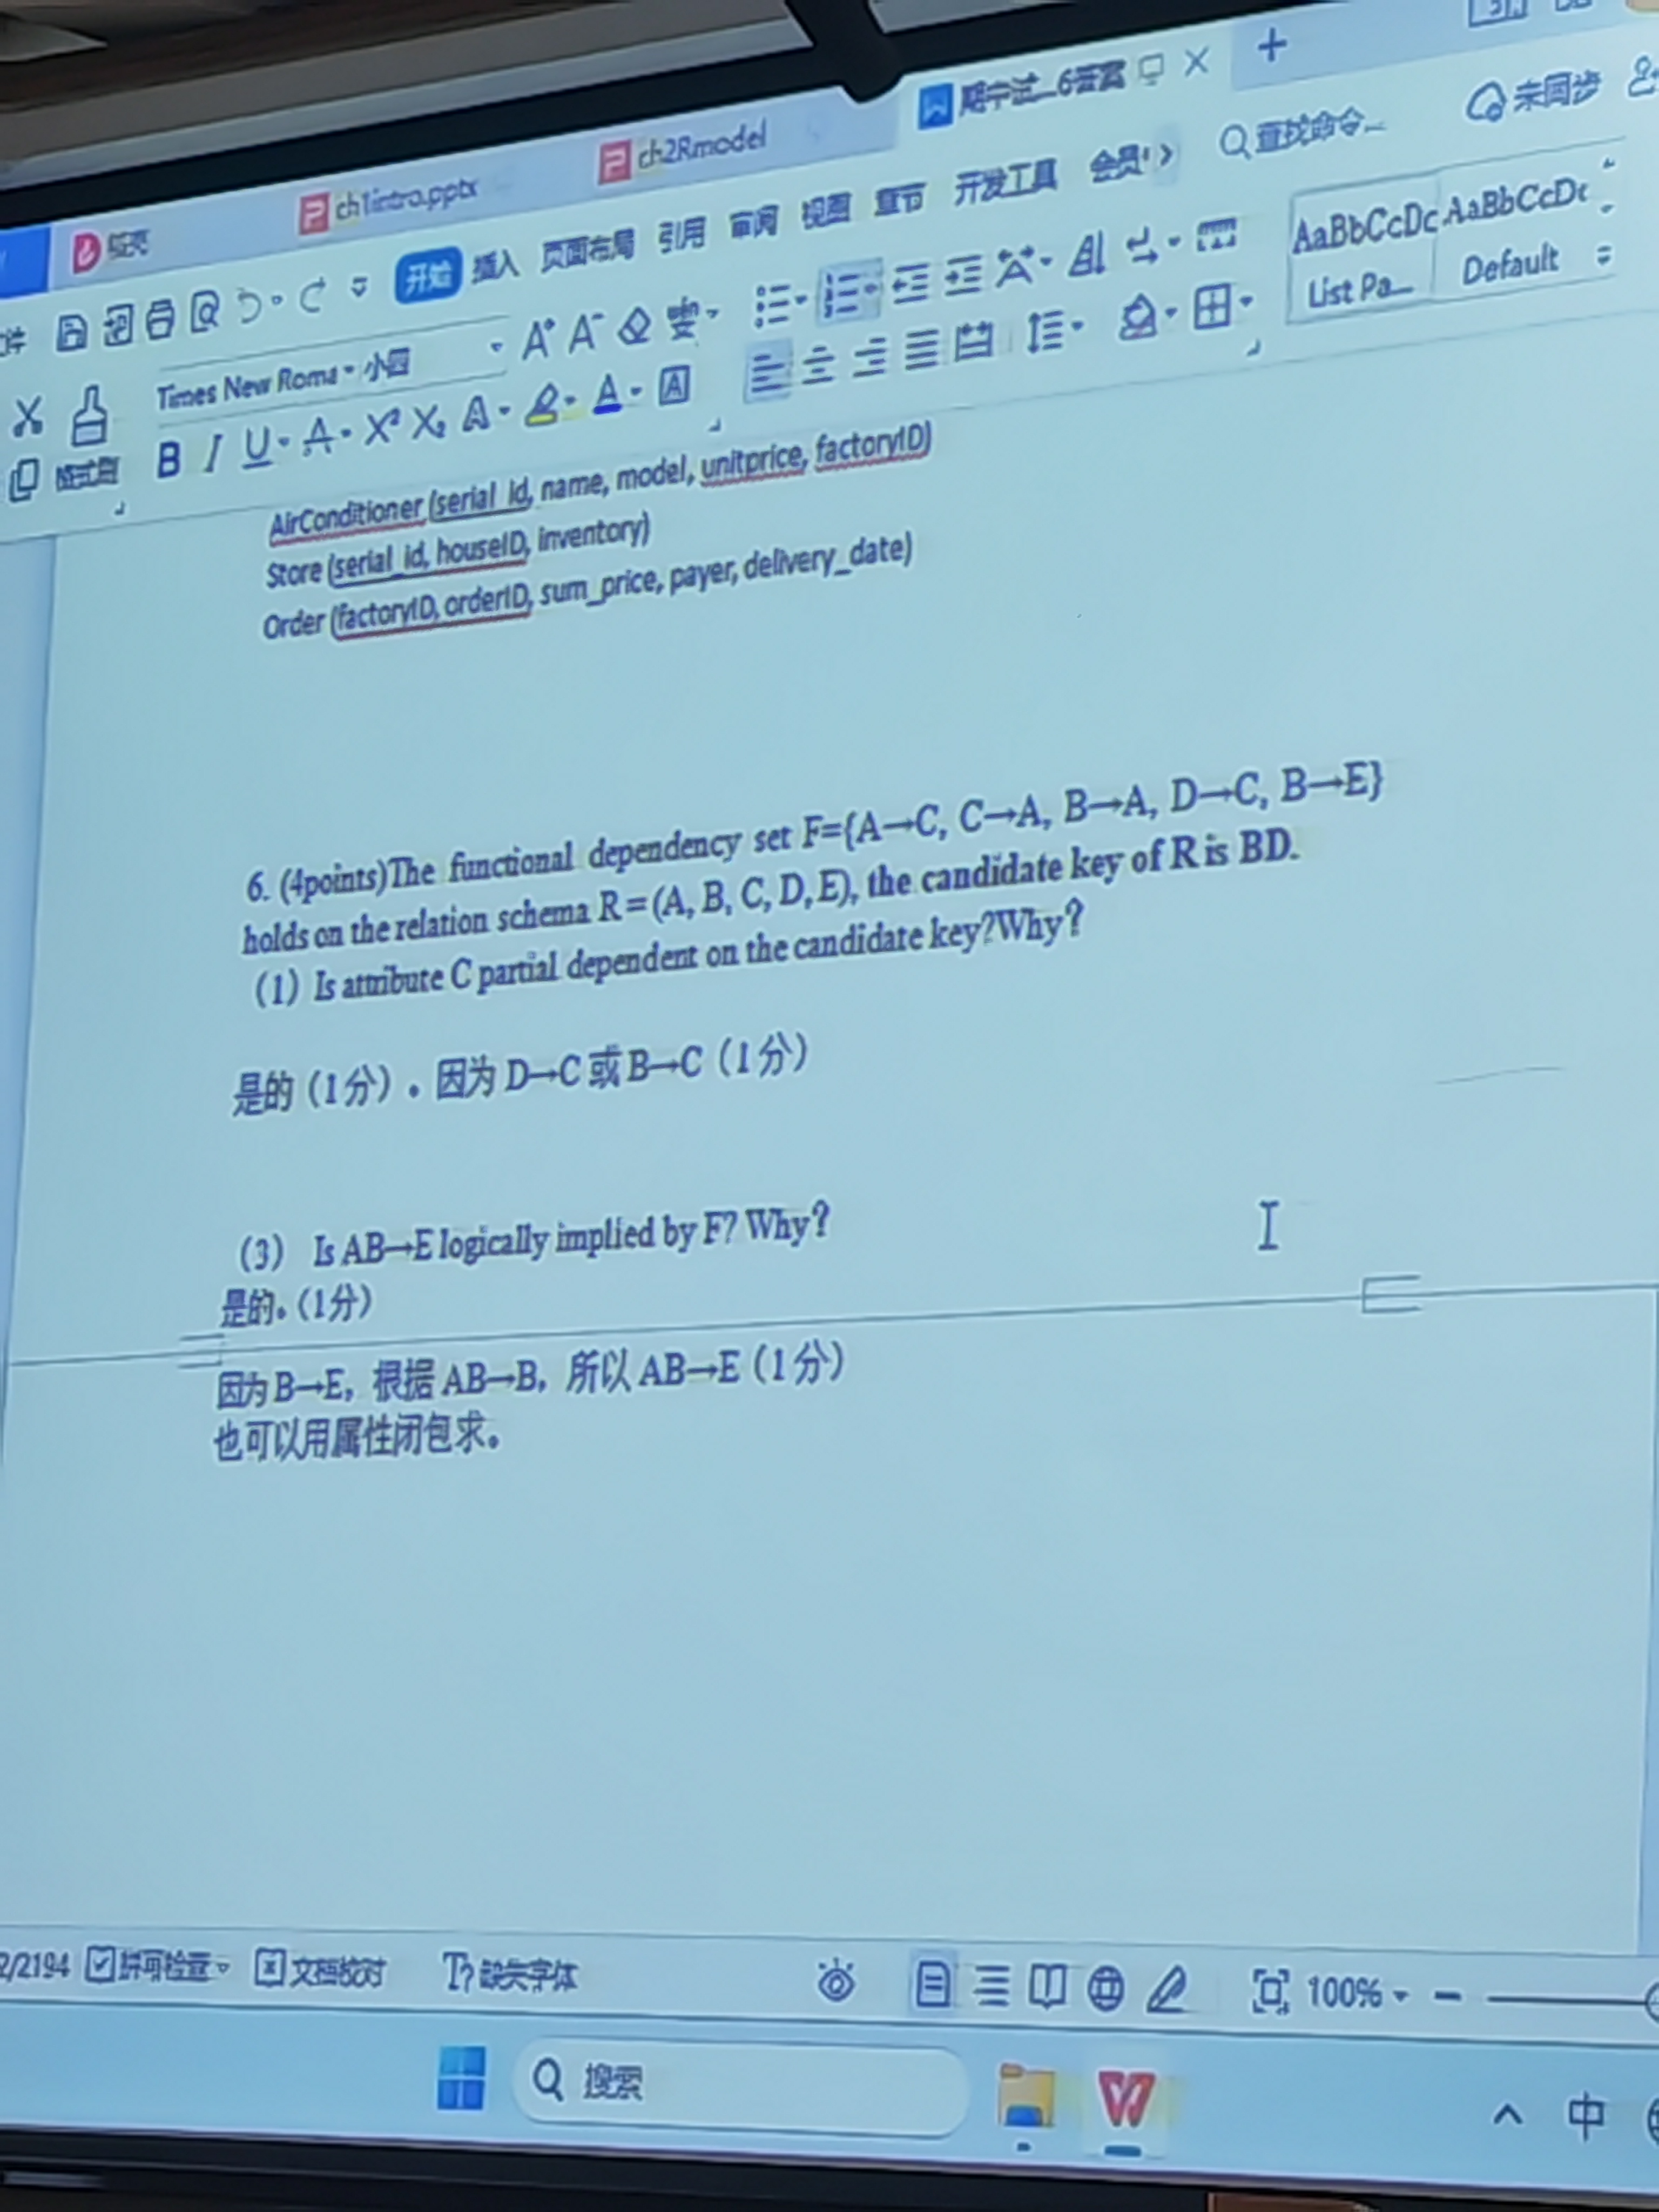 ch1intro.pptx
ch2Rmodel
期中试_6答案
+
查找命令...
未同步
开始 插入 页面布局 引用 审阅 视图 章节 开发工具 会员
Times New Roma 小四
AaBbCcDc AaBbCcDc
List Pa... Default
格式刷
B I U A X² X₂ A A A
AirConditioner (serial_id, name, model, unitprice, factoryID)
Store (serial_id, houseID, inventory)
Order (factoryID, orderID, sum_price, payer, delivery_date)
6. (4points)The functional dependency set F={A→C, C→A, B→A, D→C, B→E}
holds on the relation schema R=(A, B, C, D, E), the candidate key of R is BD.
(1) Is attribute C partial dependent on the candidate key?Why?
是的（1分）。因为 D→C 或 B→C（1分）
(3) Is AB→E logically implied by F? Why?
是的。（1分）
因为 B→E，根据 AB→B，所以 AB→E（1分）
也可以用属性闭包求。
/2194 拼写检查 文档校对 缺失字体 100%
搜索
中